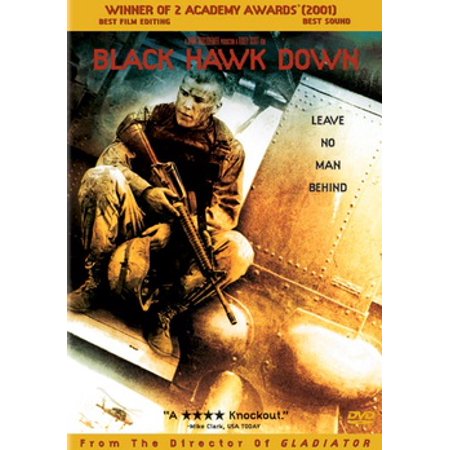 WINNER OF 2 ACADEMY AWARDS® (2001)
BEST FILM EDITING BEST SOUND
BLACK HAWK DOWN
LEAVE
NO
MAN
BEHIND
"A ★★★★ Knockout."
-Mike Clark, USA TODAY
DVD
From The Director Of GLADIATOR